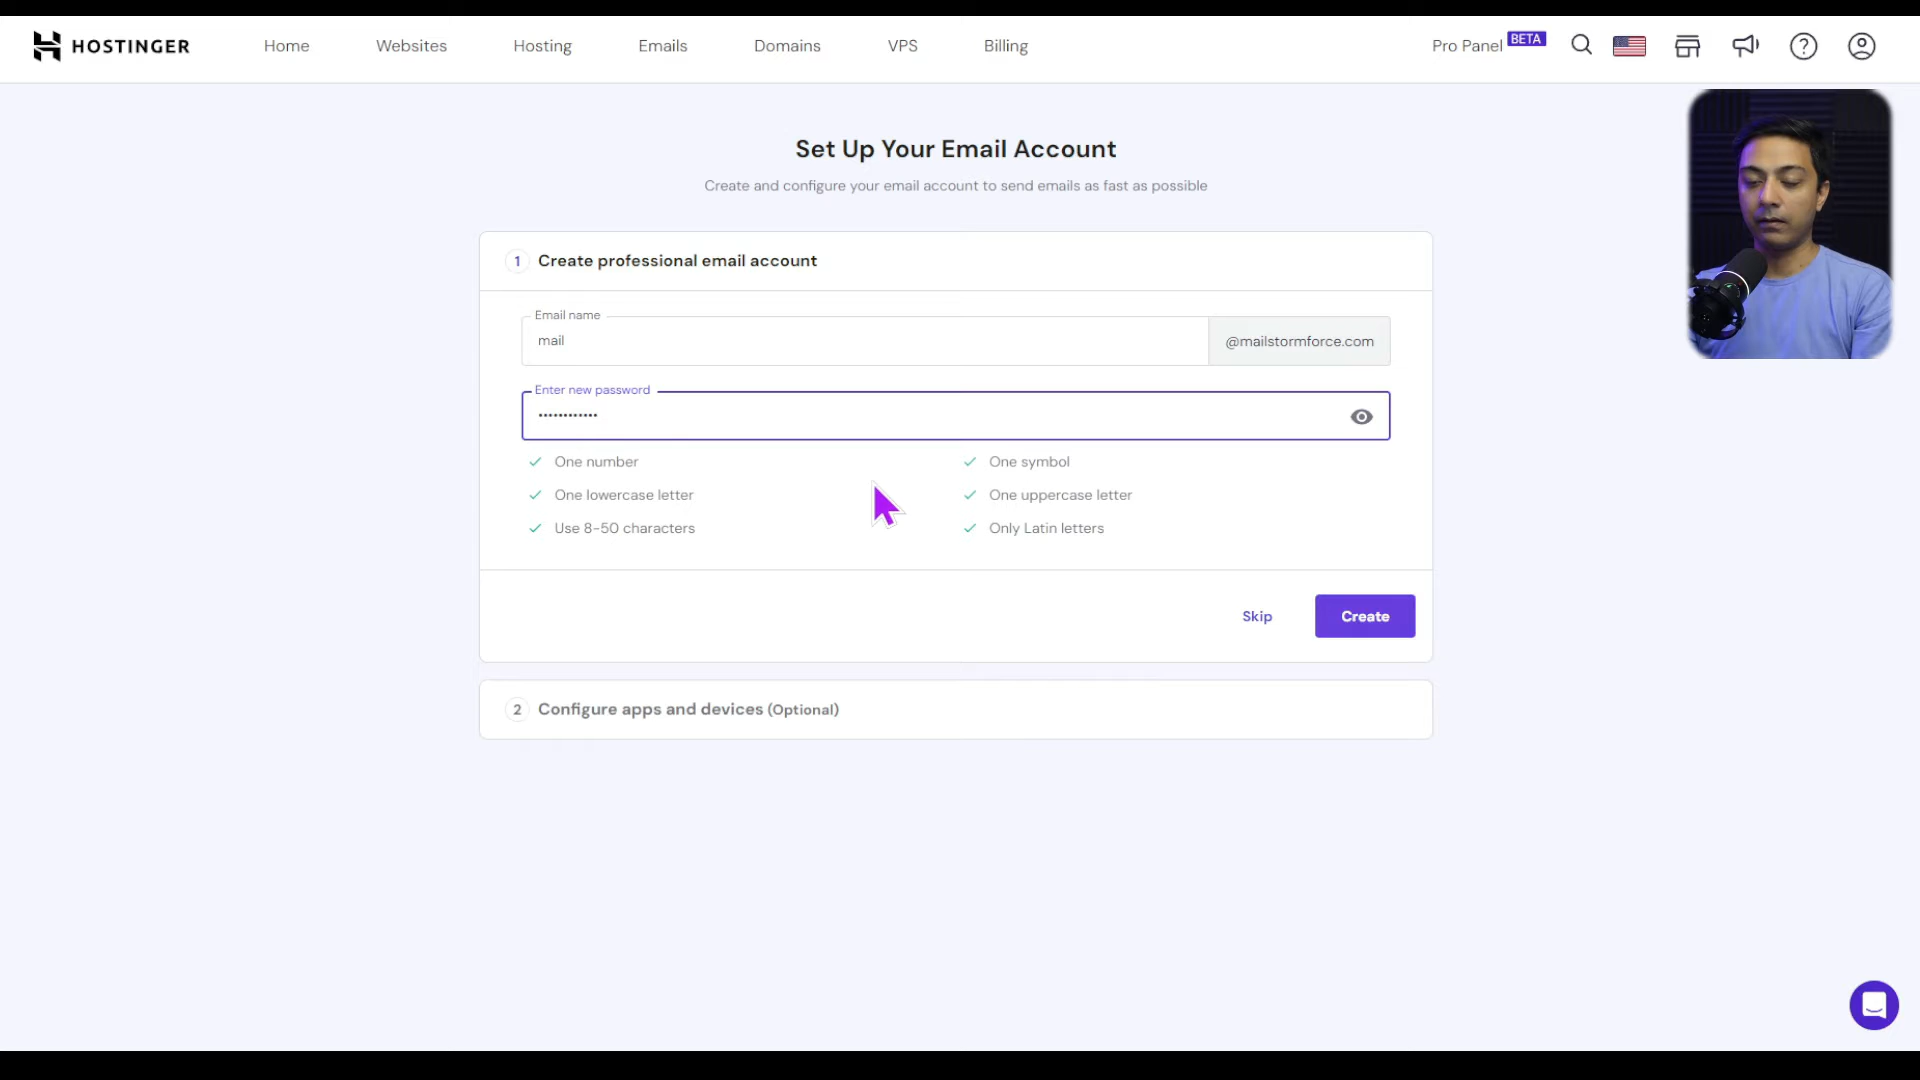 HOSTINGER Home Websites Hosting Emails Domains VPS Billing Pro Panel BETA
Set Up Your Email Account
Create and configure your email account to send emails as fast as possible
1 Create professional email account
Email name
mail @mailstormforce.com
Enter new password
••••••••••••
One number One symbol
One lowercase letter One uppercase letter
Use 8-50 characters Only Latin letters
Skip Create
2 Configure apps and devices (Optional)